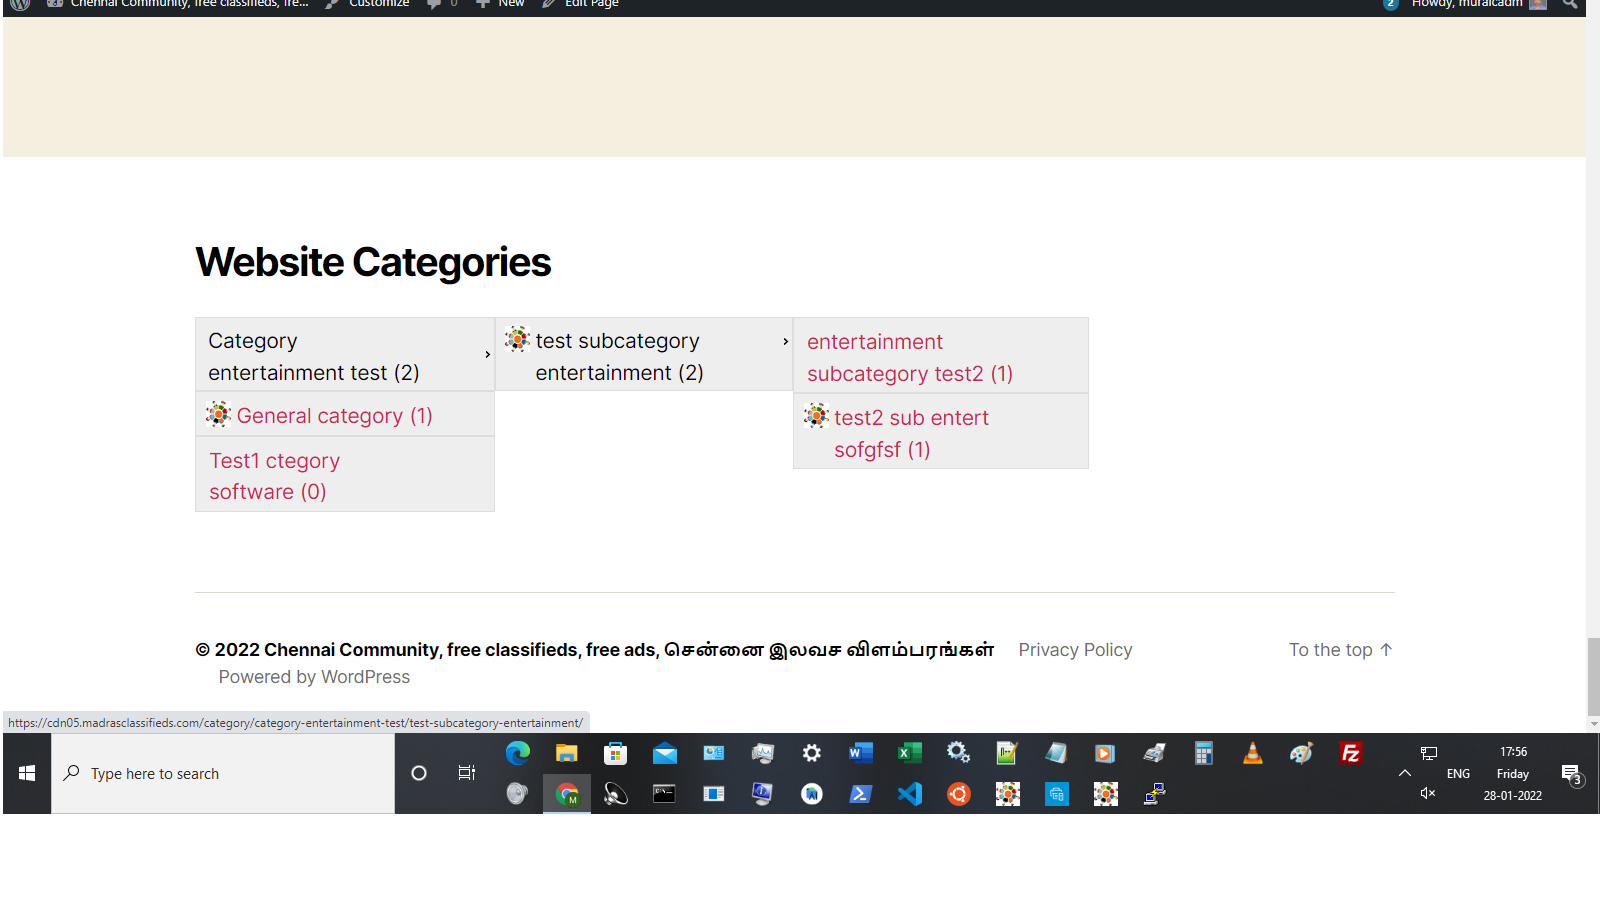 Chennai Community, free classifieds, fre... Customize 0 New Edit Page 2 Howdy, muralcadm
Website Categories
Category
entertainment test (2)
General category (1)
Test1 ctegory
software (0)
test subcategory
entertainment (2)
entertainment
subcategory test2 (1)
test2 sub entert
sofgfsf (1)
© 2022 Chennai Community, free classifieds, free ads, சென்னை இலவச விளம்பரங்கள் Privacy Policy To the top ↑
Powered by WordPress
https://cdn05.madrasclassifieds.com/category/category-entertainment-test/test-subcategory-entertainment/
Type here to search
ENG
17:56
Friday
28-01-2022
3